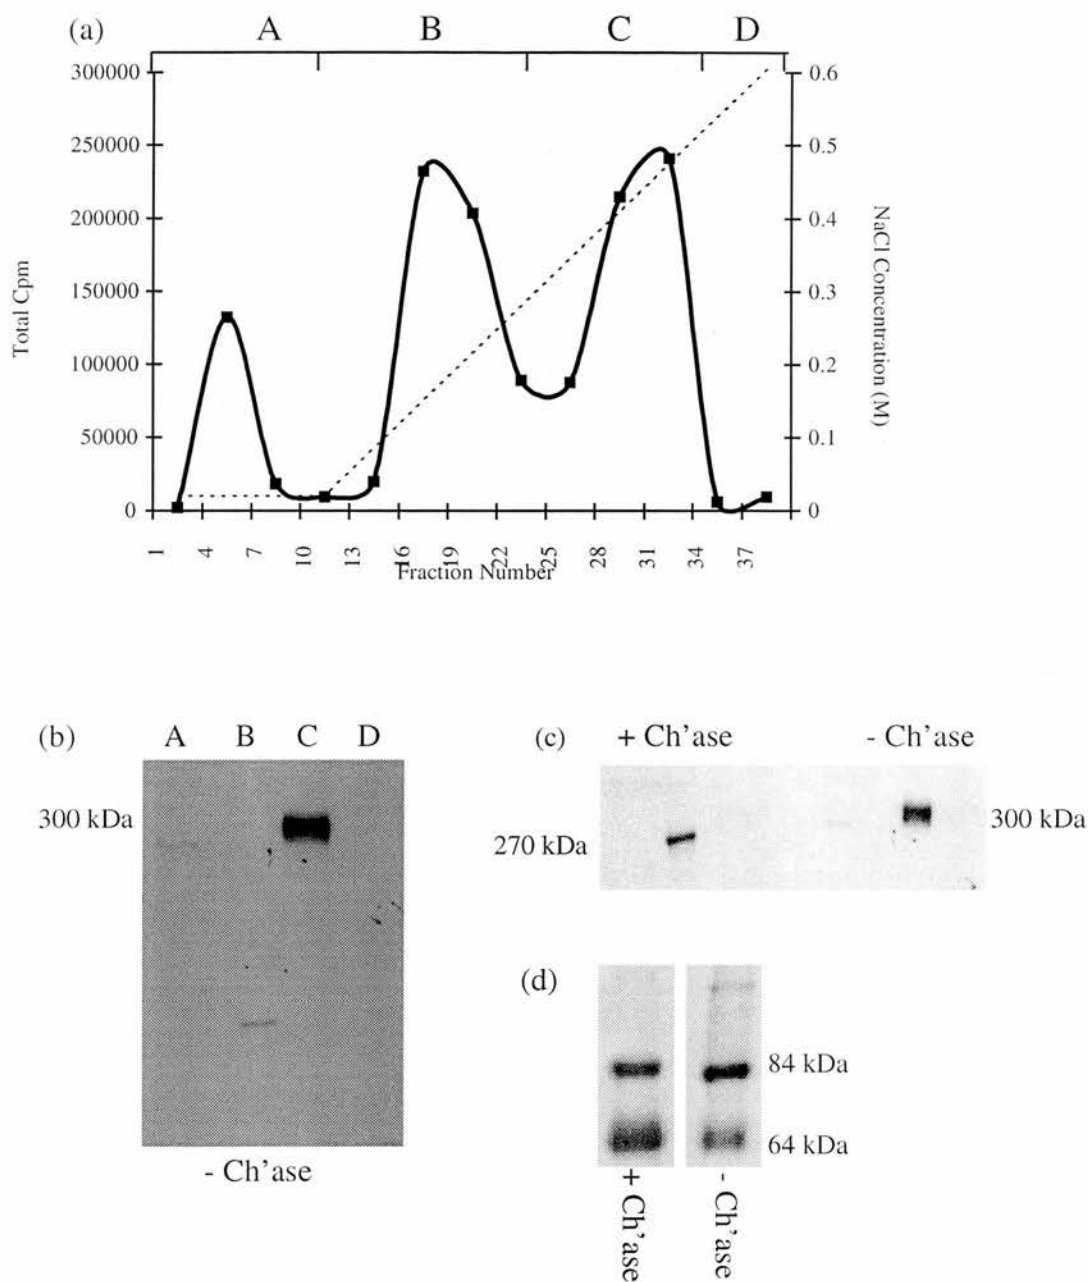 (a)
A B C D
300000
250000
200000
150000
100000
50000
0
Total Cpm
0.6
0.5
0.4
0.3
0.2
0.1
0
NaCl Concentration (M)
1 4 7 10 13 16 19 22 25 28 31 34 37
Fraction Number
(b)
A B C D
300 kDa
- Ch'ase
(c)
+ Ch'ase - Ch'ase
270 kDa
300 kDa
(d)
84 kDa
64 kDa
+ Ch'ase
- Ch'ase